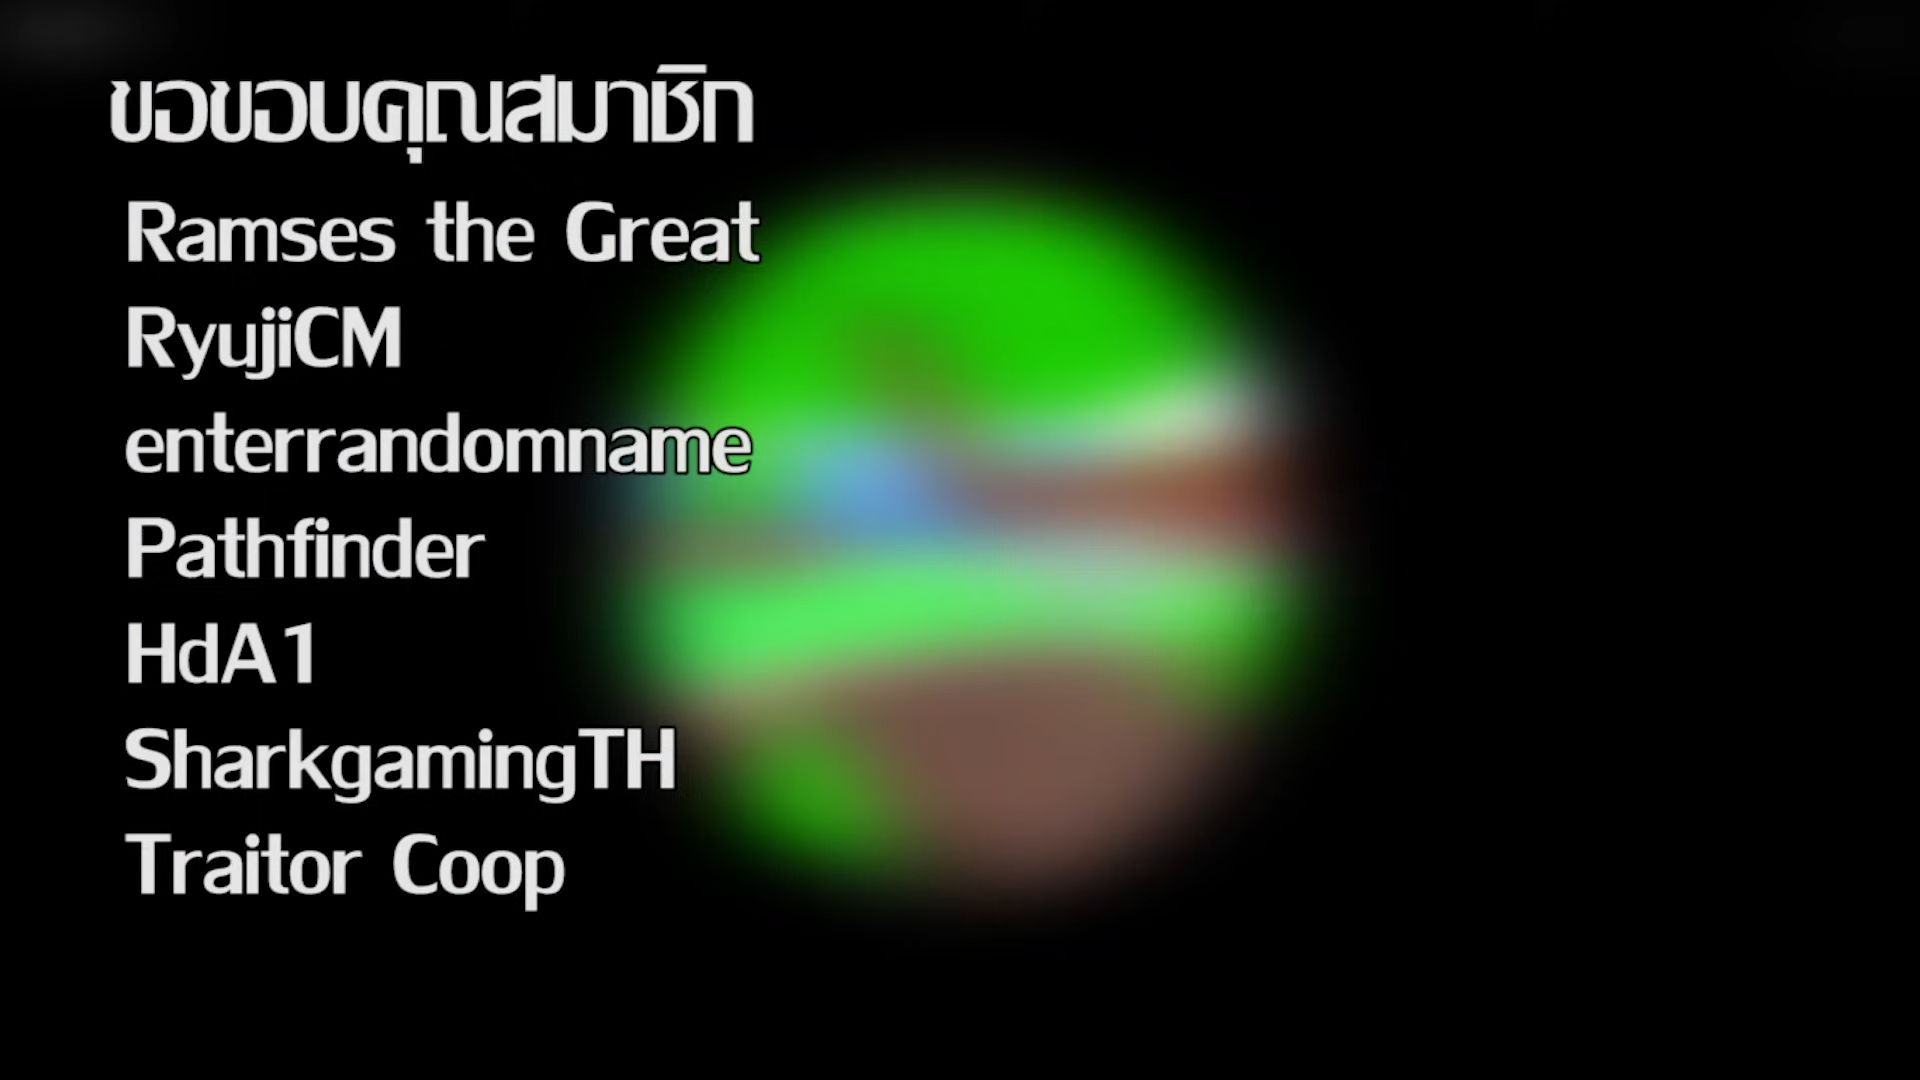 ขอขอบคุณสมาชิก
Ramses the Great
RyujiCM
enterrandomname
Pathfinder
HdA1
SharkgamingTH
Traitor Coop